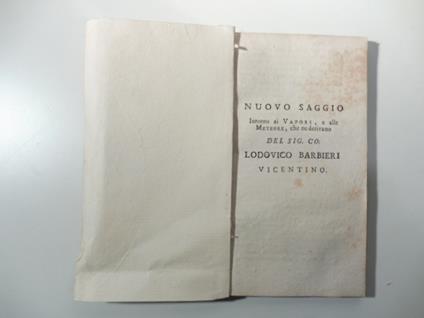 NUOVO SAGGIO
Intorno ai VAPORI, e alle
METEORE, che ne derivano
DEL SIG. CO:
LODOVICO BARBIERI
VICENTINO.